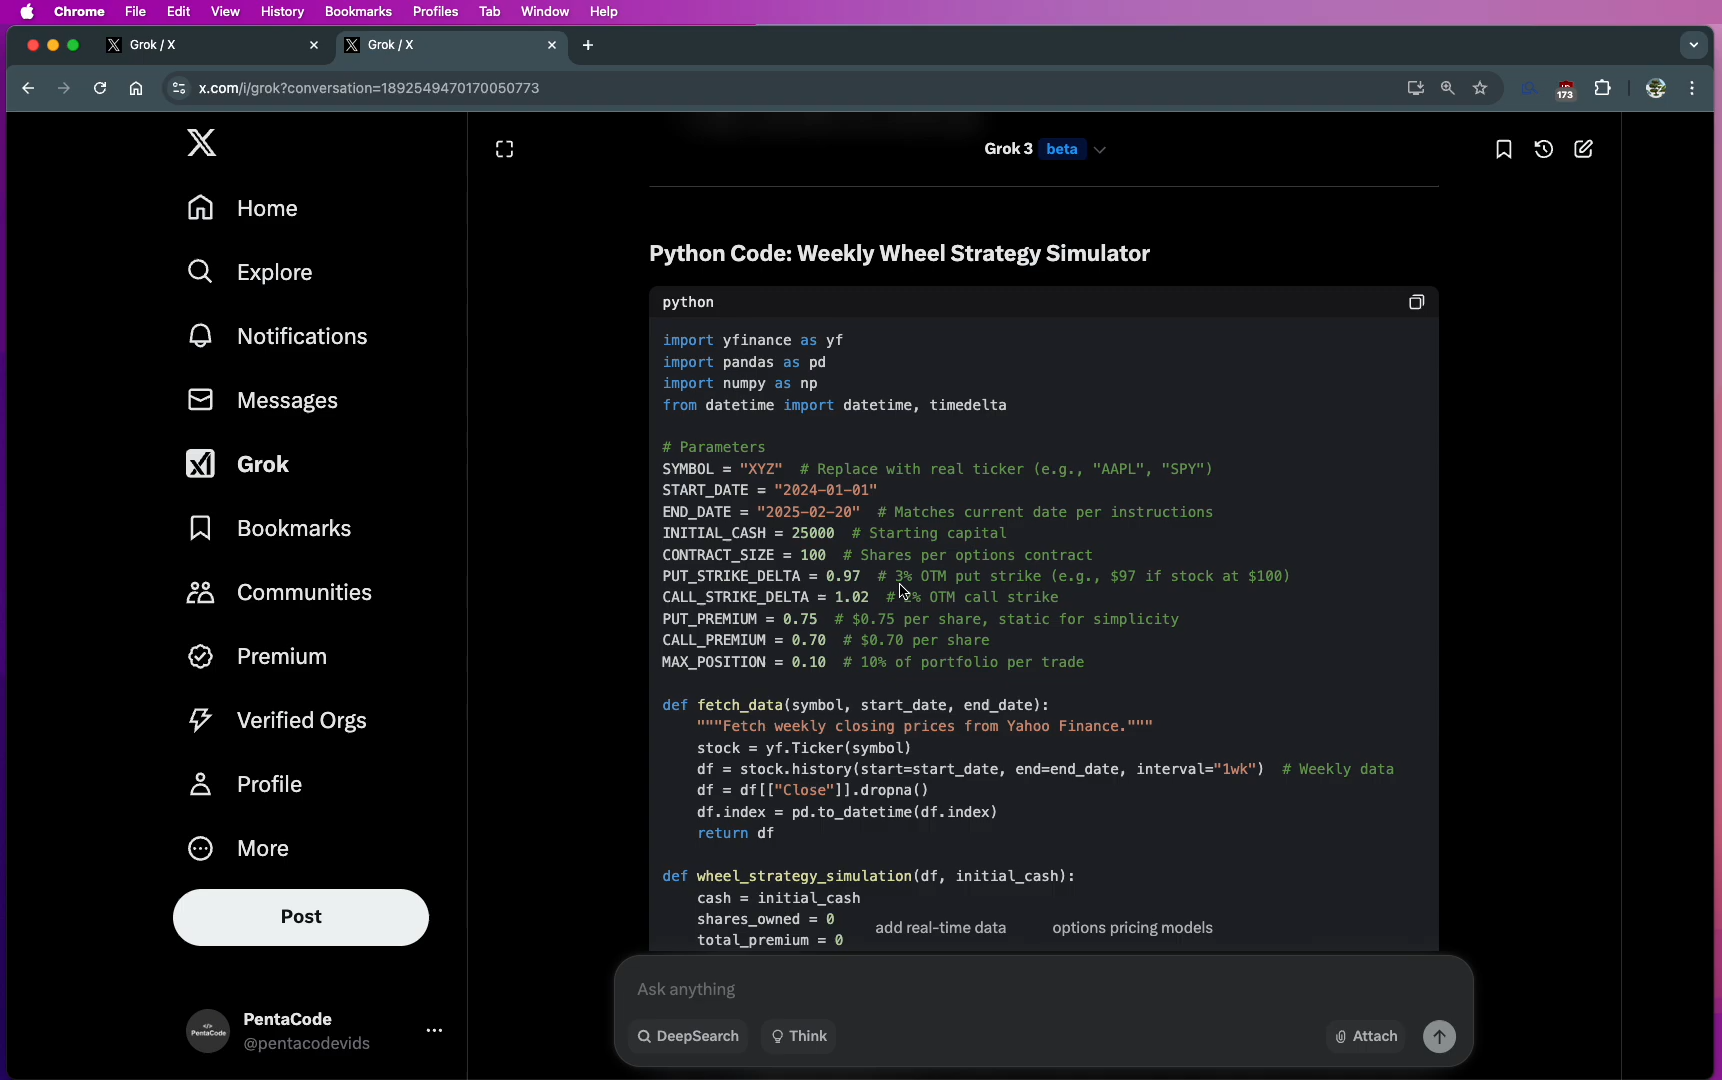 Chrome File Edit View History Bookmarks Profiles Tab Window Help
Grok / X
Grok / X
x.com/i/grok?conversation=1892549470170050773
173
Grok 3 beta
Home
Explore
Notifications
Messages
Grok
Bookmarks
Communities
Premium
Verified Orgs
Profile
More
Post
PentaCode
PentaCode
@pentacodevids
Python Code: Weekly Wheel Strategy Simulator
python
import yfinance as yf
import pandas as pd
import numpy as np
from datetime import datetime, timedelta
# Parameters
SYMBOL = "XYZ"  # Replace with real ticker (e.g., "AAPL", "SPY")
START_DATE = "2024-01-01"
END_DATE = "2025-02-20"  # Matches current date per instructions
INITIAL_CASH = 25000  # Starting capital
CONTRACT_SIZE = 100  # Shares per options contract
PUT_STRIKE_DELTA = 0.97  # 3% OTM put strike (e.g., $97 if stock at $100)
CALL_STRIKE_DELTA = 1.02  # 2% OTM call strike
PUT_PREMIUM = 0.75  # $0.75 per share, static for simplicity
CALL_PREMIUM = 0.70  # $0.70 per share
MAX_POSITION = 0.10  # 10% of portfolio per trade
def fetch_data(symbol, start_date, end_date):
"""Fetch weekly closing prices from Yahoo Finance."""
stock = yf.Ticker(symbol)
df = stock.history(start=start_date, end=end_date, interval="1wk")  # Weekly data
df = df[["Close"]].dropna()
df.index = pd.to_datetime(df.index)
return df
def wheel_strategy_simulation(df, initial_cash):
cash = initial_cash
shares_owned = 0
total_premium = 0
add real-time data
options pricing models
Ask anything
DeepSearch
Think
Attach